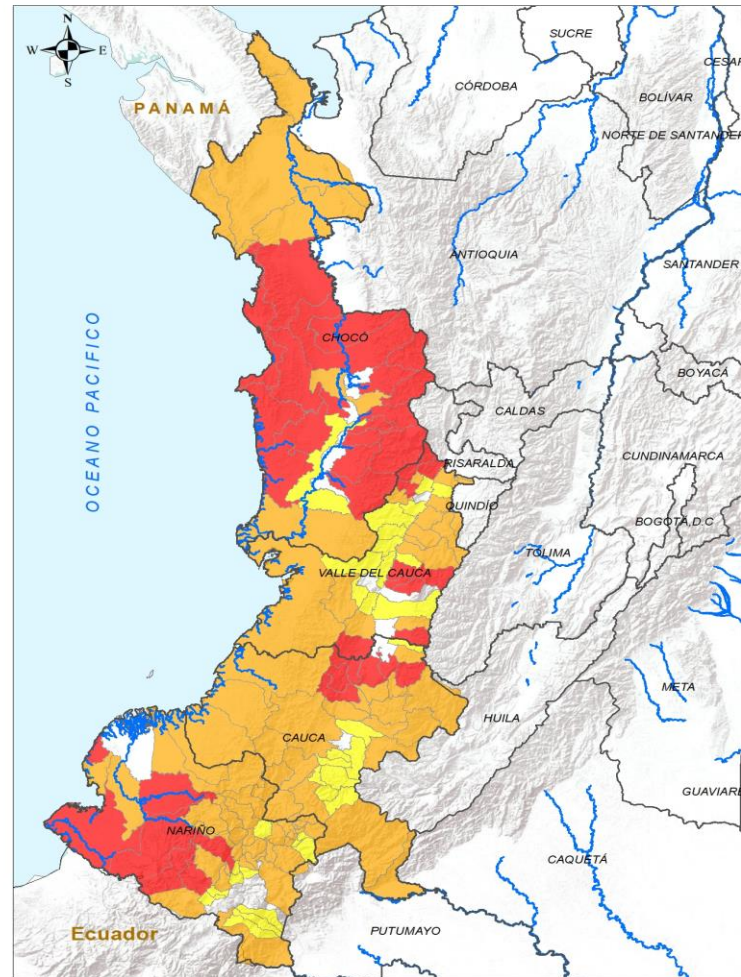 N
W E
S
SUCRE
CESAR
CÓRDOBA
BOLÍVAR
PANAMÁ
NORTE DE SANTANDER
ANTIOQUIA
SANTANDER
OCEANO PACIFICO
CHOCÓ
BOYACÁ
CALDAS
RISARALDA
CUNDINAMARCA
QUINDÍO
BOGOTÁ,D.C
TOLIMA
VALLE DEL CAUCA
META
HUILA
CAUCA
GUAVIARE
NARIÑO
CAQUETÁ
Ecuador
PUTUMAYO